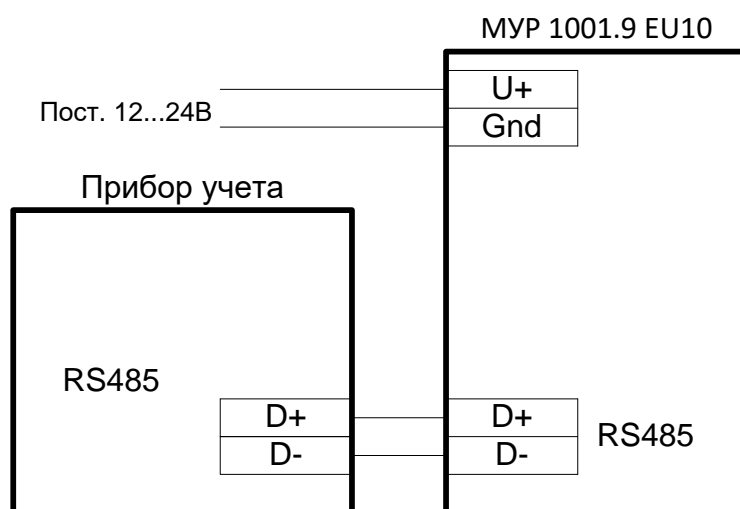 МУР 1001.9 EU10
U+
Пост. 12...24В
Gnd
Прибор учета
RS485
D+
D+
RS485
D-
D-